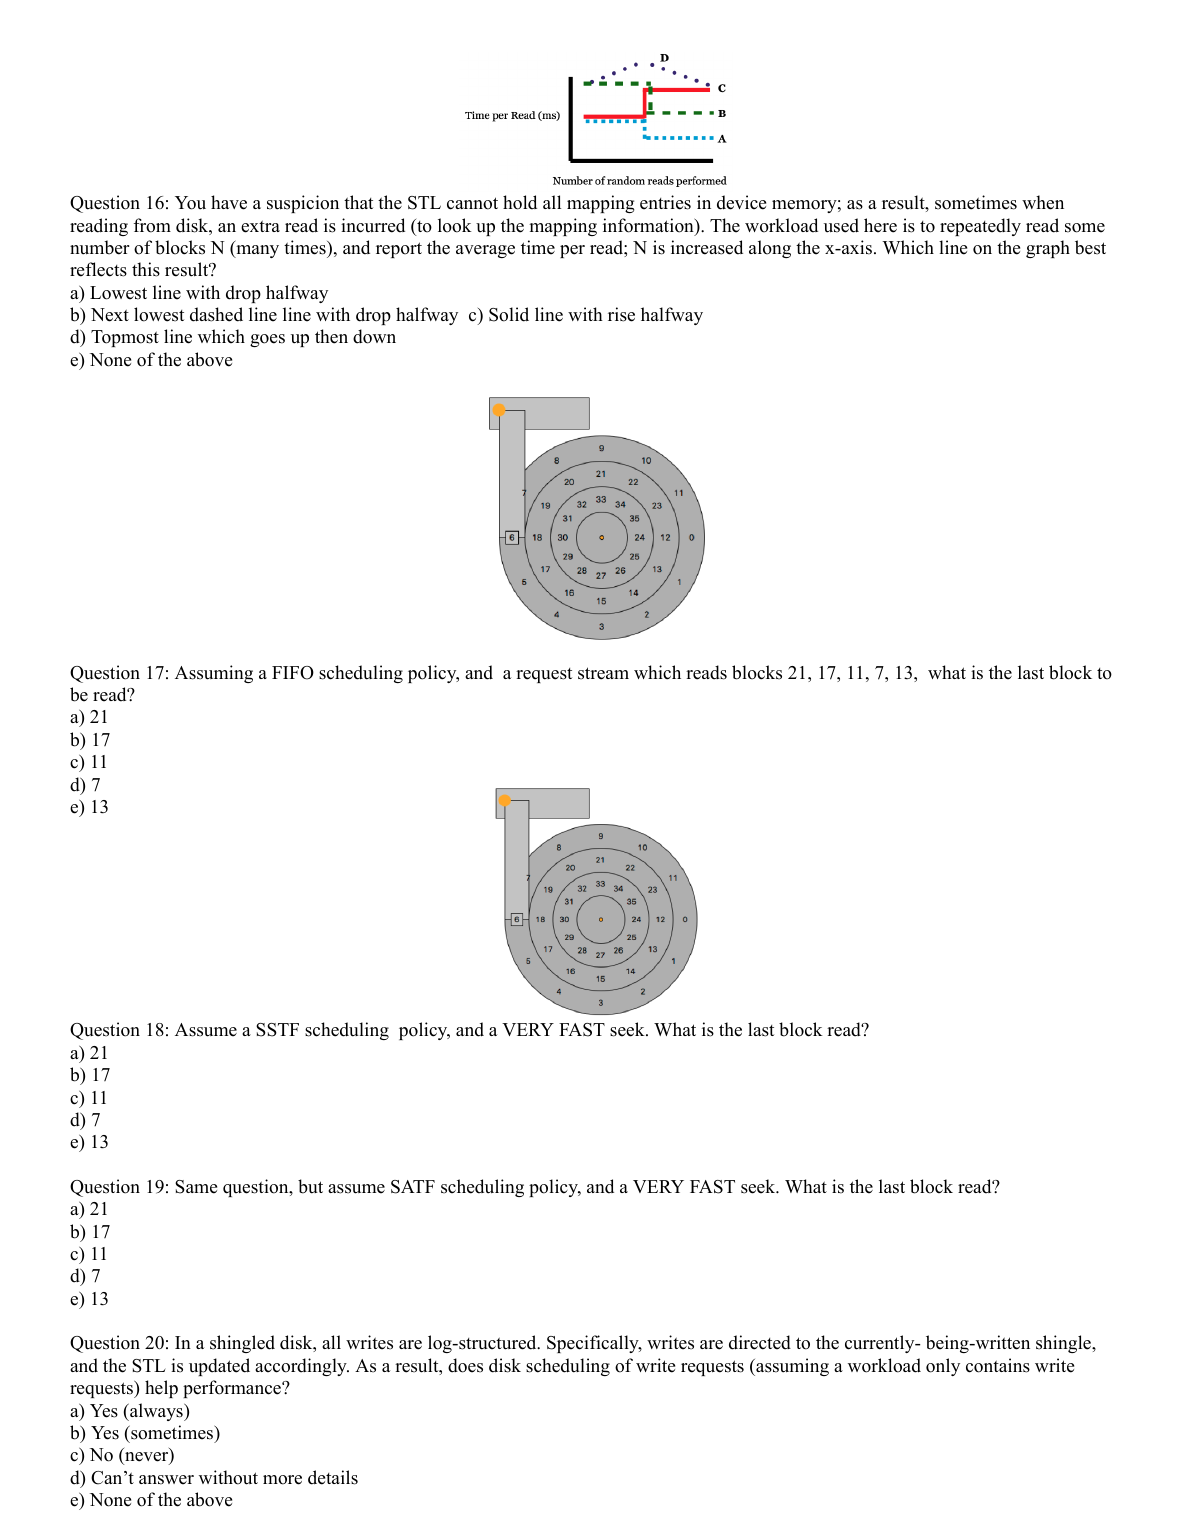 D
C
Time per Read (ms)
B
A
Number of random reads performed
Question 16: You have a suspicion that the STL cannot hold all mapping entries in device memory; as a result, sometimes when
reading from disk, an extra read is incurred (to look up the mapping information). The workload used here is to repeatedly read some
number of blocks N (many times), and report the average time per read; N is increased along the x-axis. Which line on the graph best
reflects this result?
a) Lowest line with drop halfway
b) Next lowest dashed line line with drop halfway  c) Solid line with rise halfway
d) Topmost line which goes up then down
e) None of the above
9
8 10
21
20 22
7 11
33
19 32 34 23
31 35
6 18 30 24 12 0
29 25
17 28 26 13
27
5 1
16 14
15
4 2
3
Question 17: Assuming a FIFO scheduling policy, and  a request stream which reads blocks 21, 17, 11, 7, 13,  what is the last block to
be read?
a) 21
b) 17
c) 11
d) 7
e) 13
9
8 10
21
20 22
7 11
33
19 32 34 23
31 35
6 18 30 24 12 0
29 25
17 28 26 13
27
5 1
16 14
15
4 2
3
Question 18: Assume a SSTF scheduling  policy, and a VERY FAST seek. What is the last block read?
a) 21
b) 17
c) 11
d) 7
e) 13
Question 19: Same question, but assume SATF scheduling policy, and a VERY FAST seek. What is the last block read?
a) 21
b) 17
c) 11
d) 7
e) 13
Question 20: In a shingled disk, all writes are log-structured. Specifically, writes are directed to the currently- being-written shingle,
and the STL is updated accordingly. As a result, does disk scheduling of write requests (assuming a workload only contains write
requests) help performance?
a) Yes (always)
b) Yes (sometimes)
c) No (never)
d) Can’t answer without more details
e) None of the above